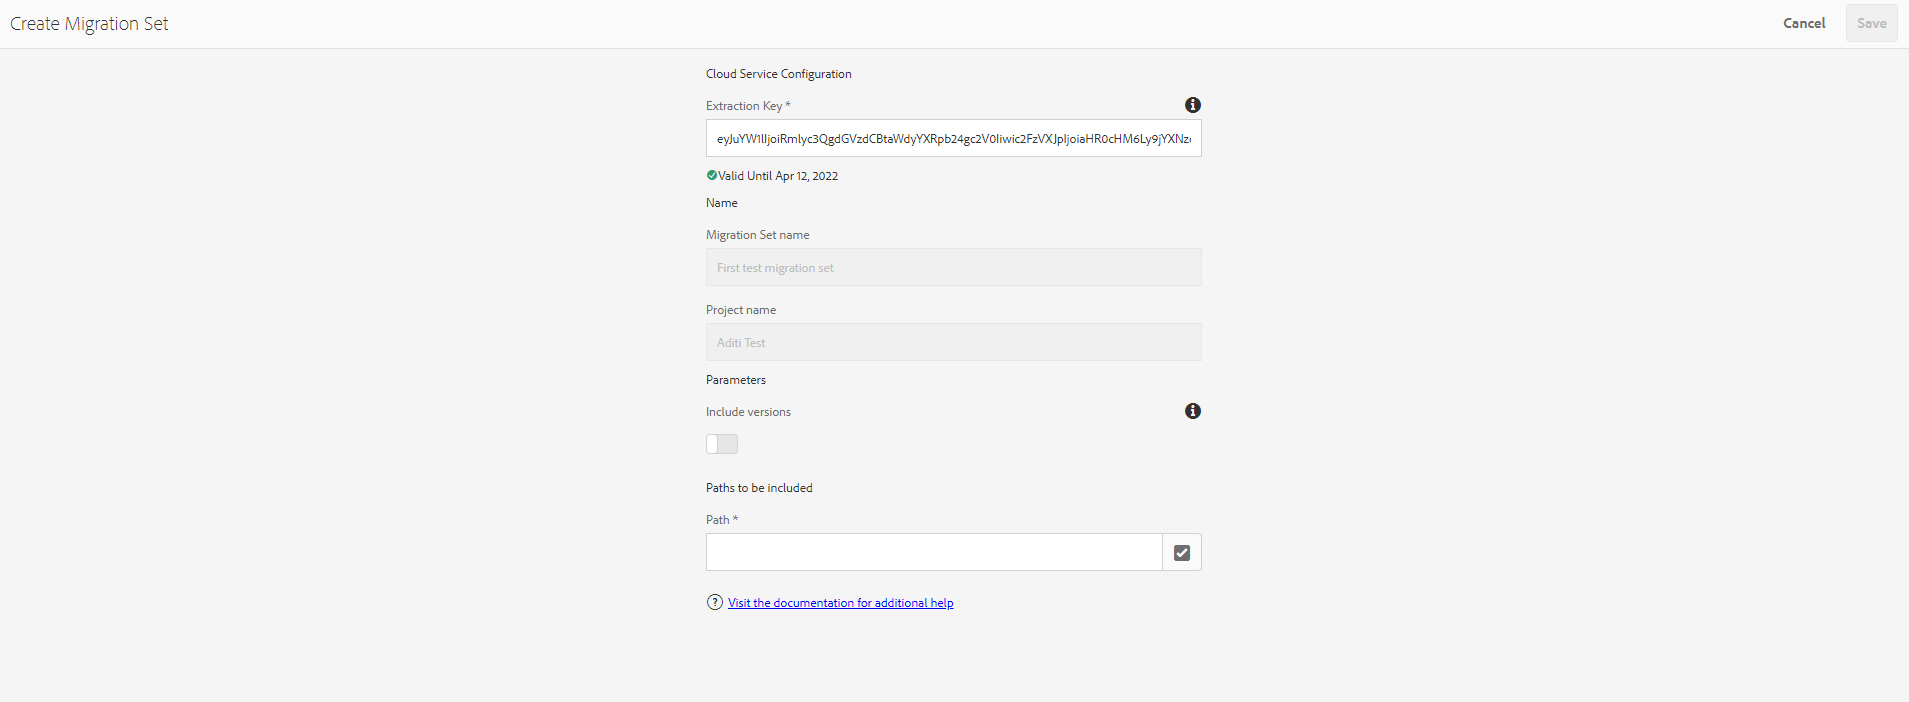 Create Migration Set
Cancel
Save
Cloud Service Configuration
Extraction Key *
eyJuYW1lIjoiRmlyc3QgdGVzdCBtaWdyYXRpb24gc2V0Iiwic2FzVXJpIjoiaHR0cHM6Ly9jYXNz
Valid Until Apr 12, 2022
Name
Migration Set name
First test migration set
Project name
Aditi Test
Parameters
Include versions
Paths to be included
Path *
Visit the documentation for additional help